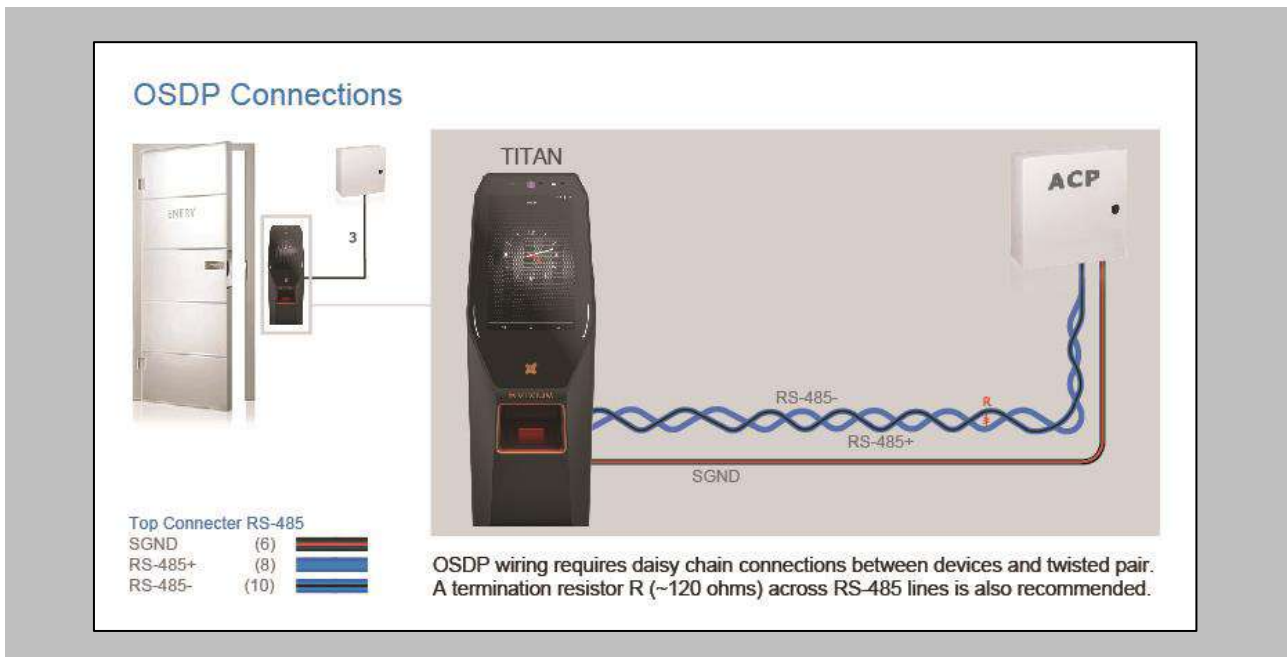 OSDP Connections
ENTRY
3
TITAN
ACP
RS-485-
R
RS-485+
SGND
Top Connecter RS-485
SGND (6)
RS-485+ (8)
RS-485- (10)
OSDP wiring requires daisy chain connections between devices and twisted pair.
A termination resistor R (~120 ohms) across RS-485 lines is also recommended.